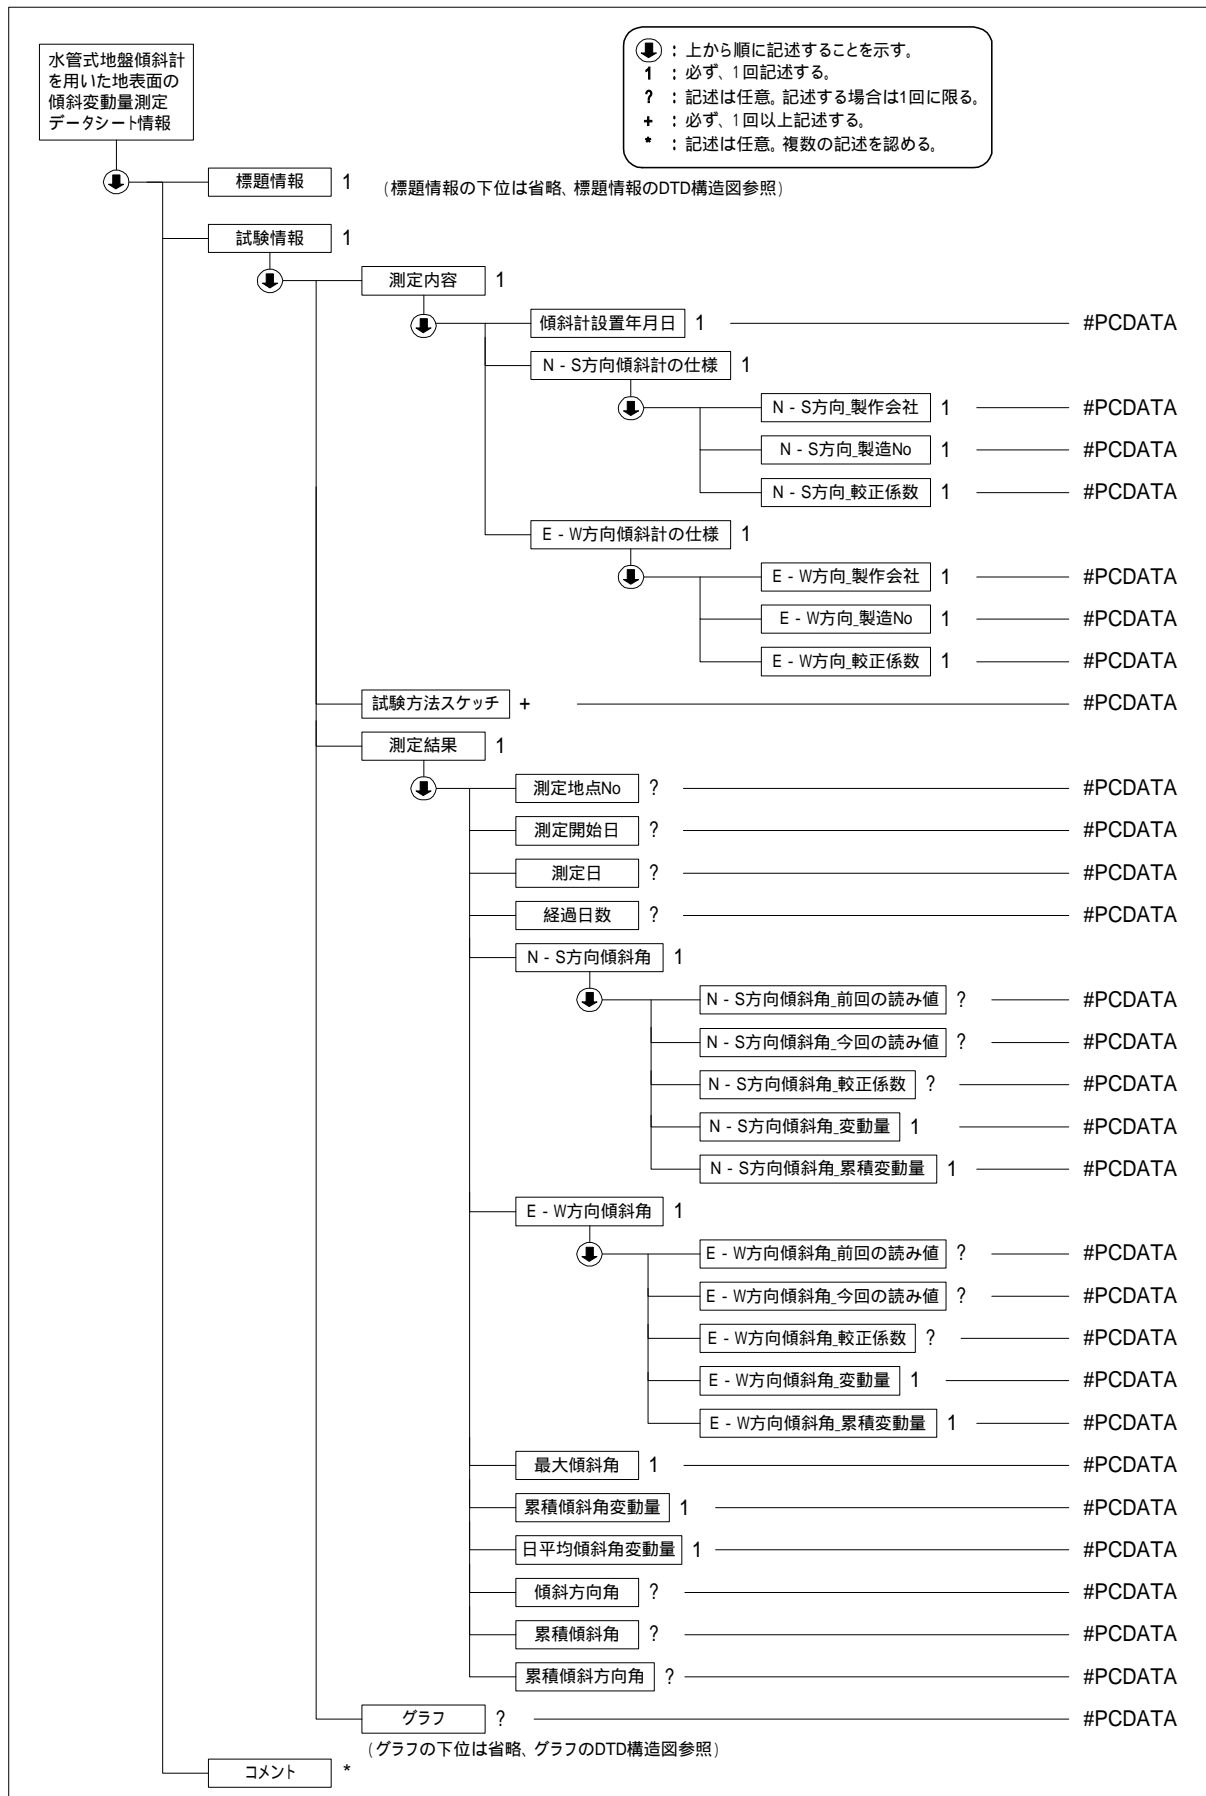 水管式地盤傾斜計
を用いた地表面の
傾斜変動量測定
データシート情報
：上から順に記述することを示す。
1 ：必ず、1回記述する。
? ：記述は任意。記述する場合は1回に限る。
+ ：必ず、1回以上記述する。
* ：記述は任意。複数の記述を認める。
標題情報 1 (標題情報の下位は省略、標題情報のDTD構造図参照)
試験情報 1
測定内容 1
傾斜計設置年月日 1 #PCDATA
N - S方向傾斜計の仕様 1
N - S方向_製作会社 1 #PCDATA
N - S方向_製造No 1 #PCDATA
N - S方向_較正係数 1 #PCDATA
E - W方向傾斜計の仕様 1
E - W方向_製作会社 1 #PCDATA
E - W方向_製造No 1 #PCDATA
E - W方向_較正係数 1 #PCDATA
試験方法スケッチ + #PCDATA
測定結果 1
測定地点No ? #PCDATA
測定開始日 ? #PCDATA
測定日 ? #PCDATA
経過日数 ? #PCDATA
N - S方向傾斜角 1
N - S方向傾斜角_前回の読み値 ? #PCDATA
N - S方向傾斜角_今回の読み値 ? #PCDATA
N - S方向傾斜角_較正係数 ? #PCDATA
N - S方向傾斜角_変動量 1 #PCDATA
N - S方向傾斜角_累積変動量 1 #PCDATA
E - W方向傾斜角 1
E - W方向傾斜角_前回の読み値 ? #PCDATA
E - W方向傾斜角_今回の読み値 ? #PCDATA
E - W方向傾斜角_較正係数 ? #PCDATA
E - W方向傾斜角_変動量 1 #PCDATA
E - W方向傾斜角_累積変動量 1 #PCDATA
最大傾斜角 1 #PCDATA
累積傾斜角変動量 1 #PCDATA
日平均傾斜角変動量 1 #PCDATA
傾斜方向角 ? #PCDATA
累積傾斜角 ? #PCDATA
累積傾斜方向角 ? #PCDATA
グラフ ? #PCDATA
(グラフの下位は省略、グラフのDTD構造図参照)
コメント *